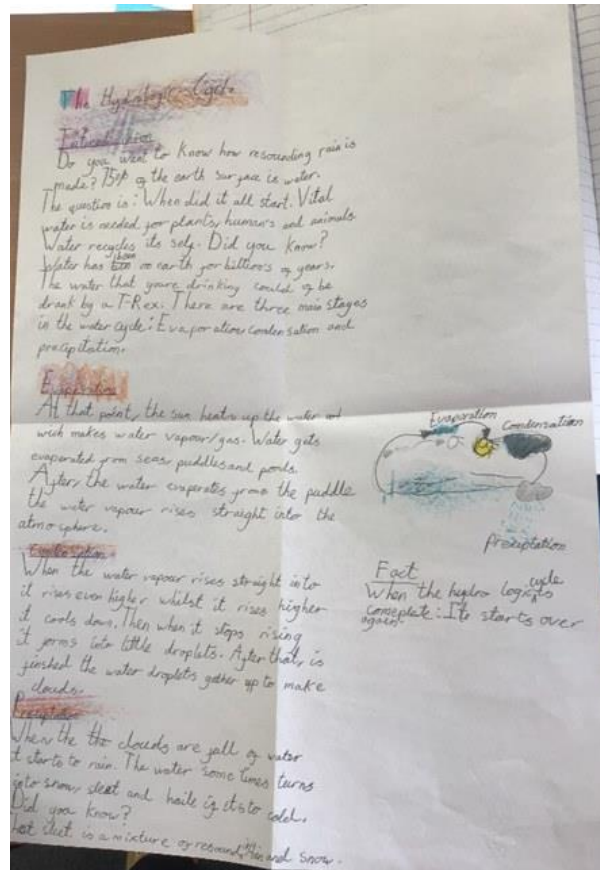 The Hydrologic Cycle
Introduction
Do you want to know how resounding rain is
made? 75% of the earth surface is water.
The question is: When did it all start. Vital
water is needed for plants, humans and animals
Water recycles its self. Did you know?
Water has been on earth for billions of years.
The water that youre drinking could of be
drank by a T-Rex. There are three main stages
in the water cycle: Evaporation, condensation and
precipitation.
Evaporation
At that point, the sun heats up the water
wich makes water vapour/gas. Water gets
evaporated from seas, puddles and ponds.
After, the water evaporates from the puddle
the water vapour rises straight into the
atmosphere.
Condensation
When the water vapour rises straight into
it rises even higher whilst it rises higher
it cools down. Then when it stops rising
it forms into little droplets. After that, is
finshed the water droplets gather up to make
clouds.
Precipitation
When the the clouds are fall of water
it starts to rain. The water some times turns
into snow, sleet and haile if its to cold.
Did you know?
that sleet is a mixture of resounding rain and snow.
Evaporation
Condensation
Preciptation
Fact
When the hydro logic cycle is
compleate: Its starts over
again!